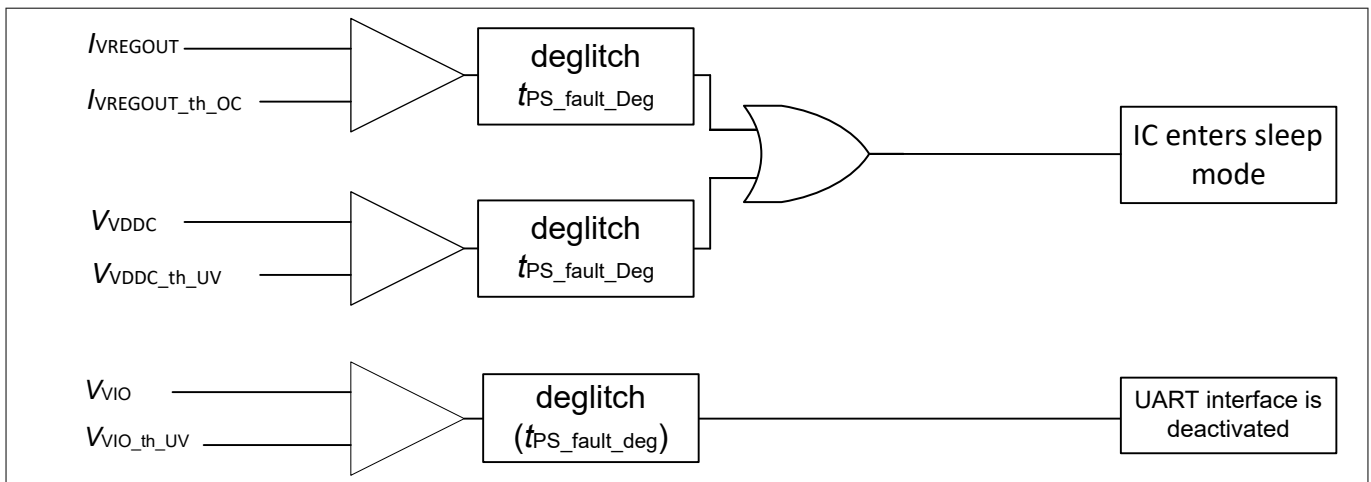 IVREGOUT
IVREGOUT_th_OC
deglitch
tPS_fault_Deg
IC enters sleep
mode
VVDDC
VVDDC_th_UV
deglitch
tPS_fault_Deg
VVIO
VVIO_th_UV
deglitch
(tPS_fault_deg)
UART interface is
deactivated